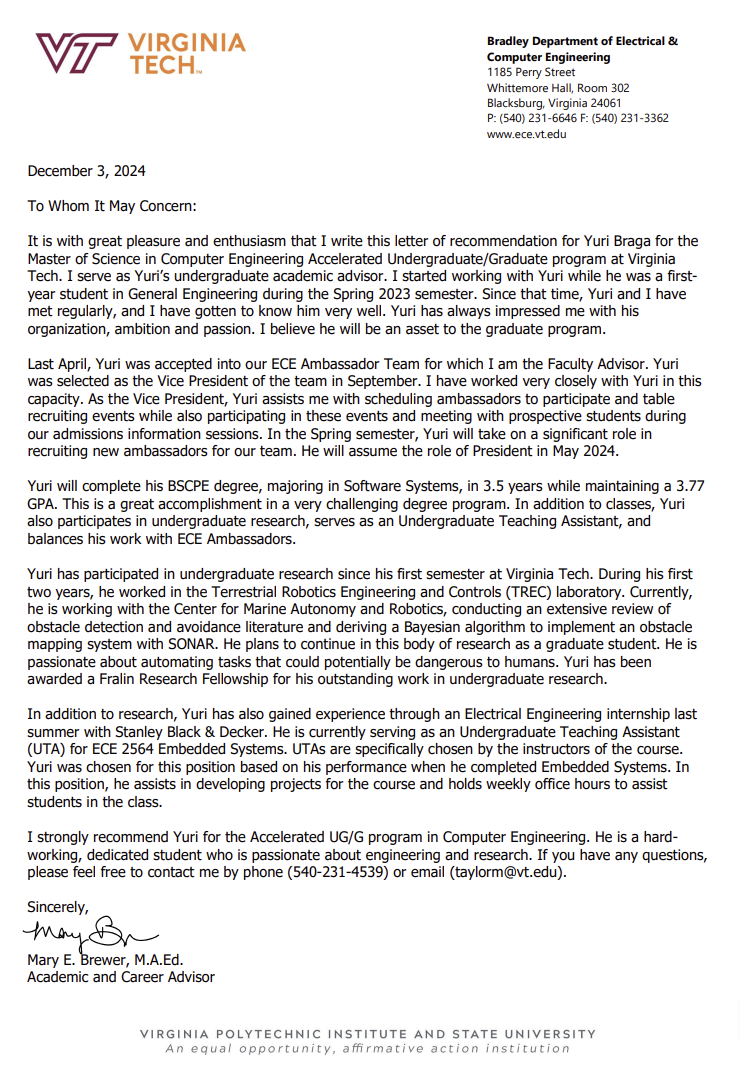 VT VIRGINIA
TECH™
Bradley Department of Electrical &
Computer Engineering
1185 Perry Street
Whittemore Hall, Room 302
Blacksburg, Virginia 24061
P: (540) 231-6646 F: (540) 231-3362
www.ece.vt.edu
December 3, 2024
To Whom It May Concern:
It is with great pleasure and enthusiasm that I write this letter of recommendation for Yuri Braga for the
Master of Science in Computer Engineering Accelerated Undergraduate/Graduate program at Virginia
Tech. I serve as Yuri’s undergraduate academic advisor. I started working with Yuri while he was a first-
year student in General Engineering during the Spring 2023 semester. Since that time, Yuri and I have
met regularly, and I have gotten to know him very well. Yuri has always impressed me with his
organization, ambition and passion. I believe he will be an asset to the graduate program.
Last April, Yuri was accepted into our ECE Ambassador Team for which I am the Faculty Advisor. Yuri
was selected as the Vice President of the team in September. I have worked very closely with Yuri in this
capacity. As the Vice President, Yuri assists me with scheduling ambassadors to participate and table
recruiting events while also participating in these events and meeting with prospective students during
our admissions information sessions. In the Spring semester, Yuri will take on a significant role in
recruiting new ambassadors for our team. He will assume the role of President in May 2024.
Yuri will complete his BSCPE degree, majoring in Software Systems, in 3.5 years while maintaining a 3.77
GPA. This is a great accomplishment in a very challenging degree program. In addition to classes, Yuri
also participates in undergraduate research, serves as an Undergraduate Teaching Assistant, and
balances his work with ECE Ambassadors.
Yuri has participated in undergraduate research since his first semester at Virginia Tech. During his first
two years, he worked in the Terrestrial Robotics Engineering and Controls (TREC) laboratory. Currently,
he is working with the Center for Marine Autonomy and Robotics, conducting an extensive review of
obstacle detection and avoidance literature and deriving a Bayesian algorithm to implement an obstacle
mapping system with SONAR. He plans to continue in this body of research as a graduate student. He is
passionate about automating tasks that could potentially be dangerous to humans. Yuri has been
awarded a Fralin Research Fellowship for his outstanding work in undergraduate research.
In addition to research, Yuri has also gained experience through an Electrical Engineering internship last
summer with Stanley Black & Decker. He is currently serving as an Undergraduate Teaching Assistant
(UTA) for ECE 2564 Embedded Systems. UTAs are specifically chosen by the instructors of the course.
Yuri was chosen for this position based on his performance when he completed Embedded Systems. In
this position, he assists in developing projects for the course and holds weekly office hours to assist
students in the class.
I strongly recommend Yuri for the Accelerated UG/G program in Computer Engineering. He is a hard-
working, dedicated student who is passionate about engineering and research. If you have any questions,
please feel free to contact me by phone (540-231-4539) or email (taylorm@vt.edu).
Sincerely,
Mary E. Brewer, M.A.Ed.
Academic and Career Advisor
VIRGINIA POLYTECHNIC INSTITUTE AND STATE UNIVERSITY
An equal opportunity, affirmative action institution